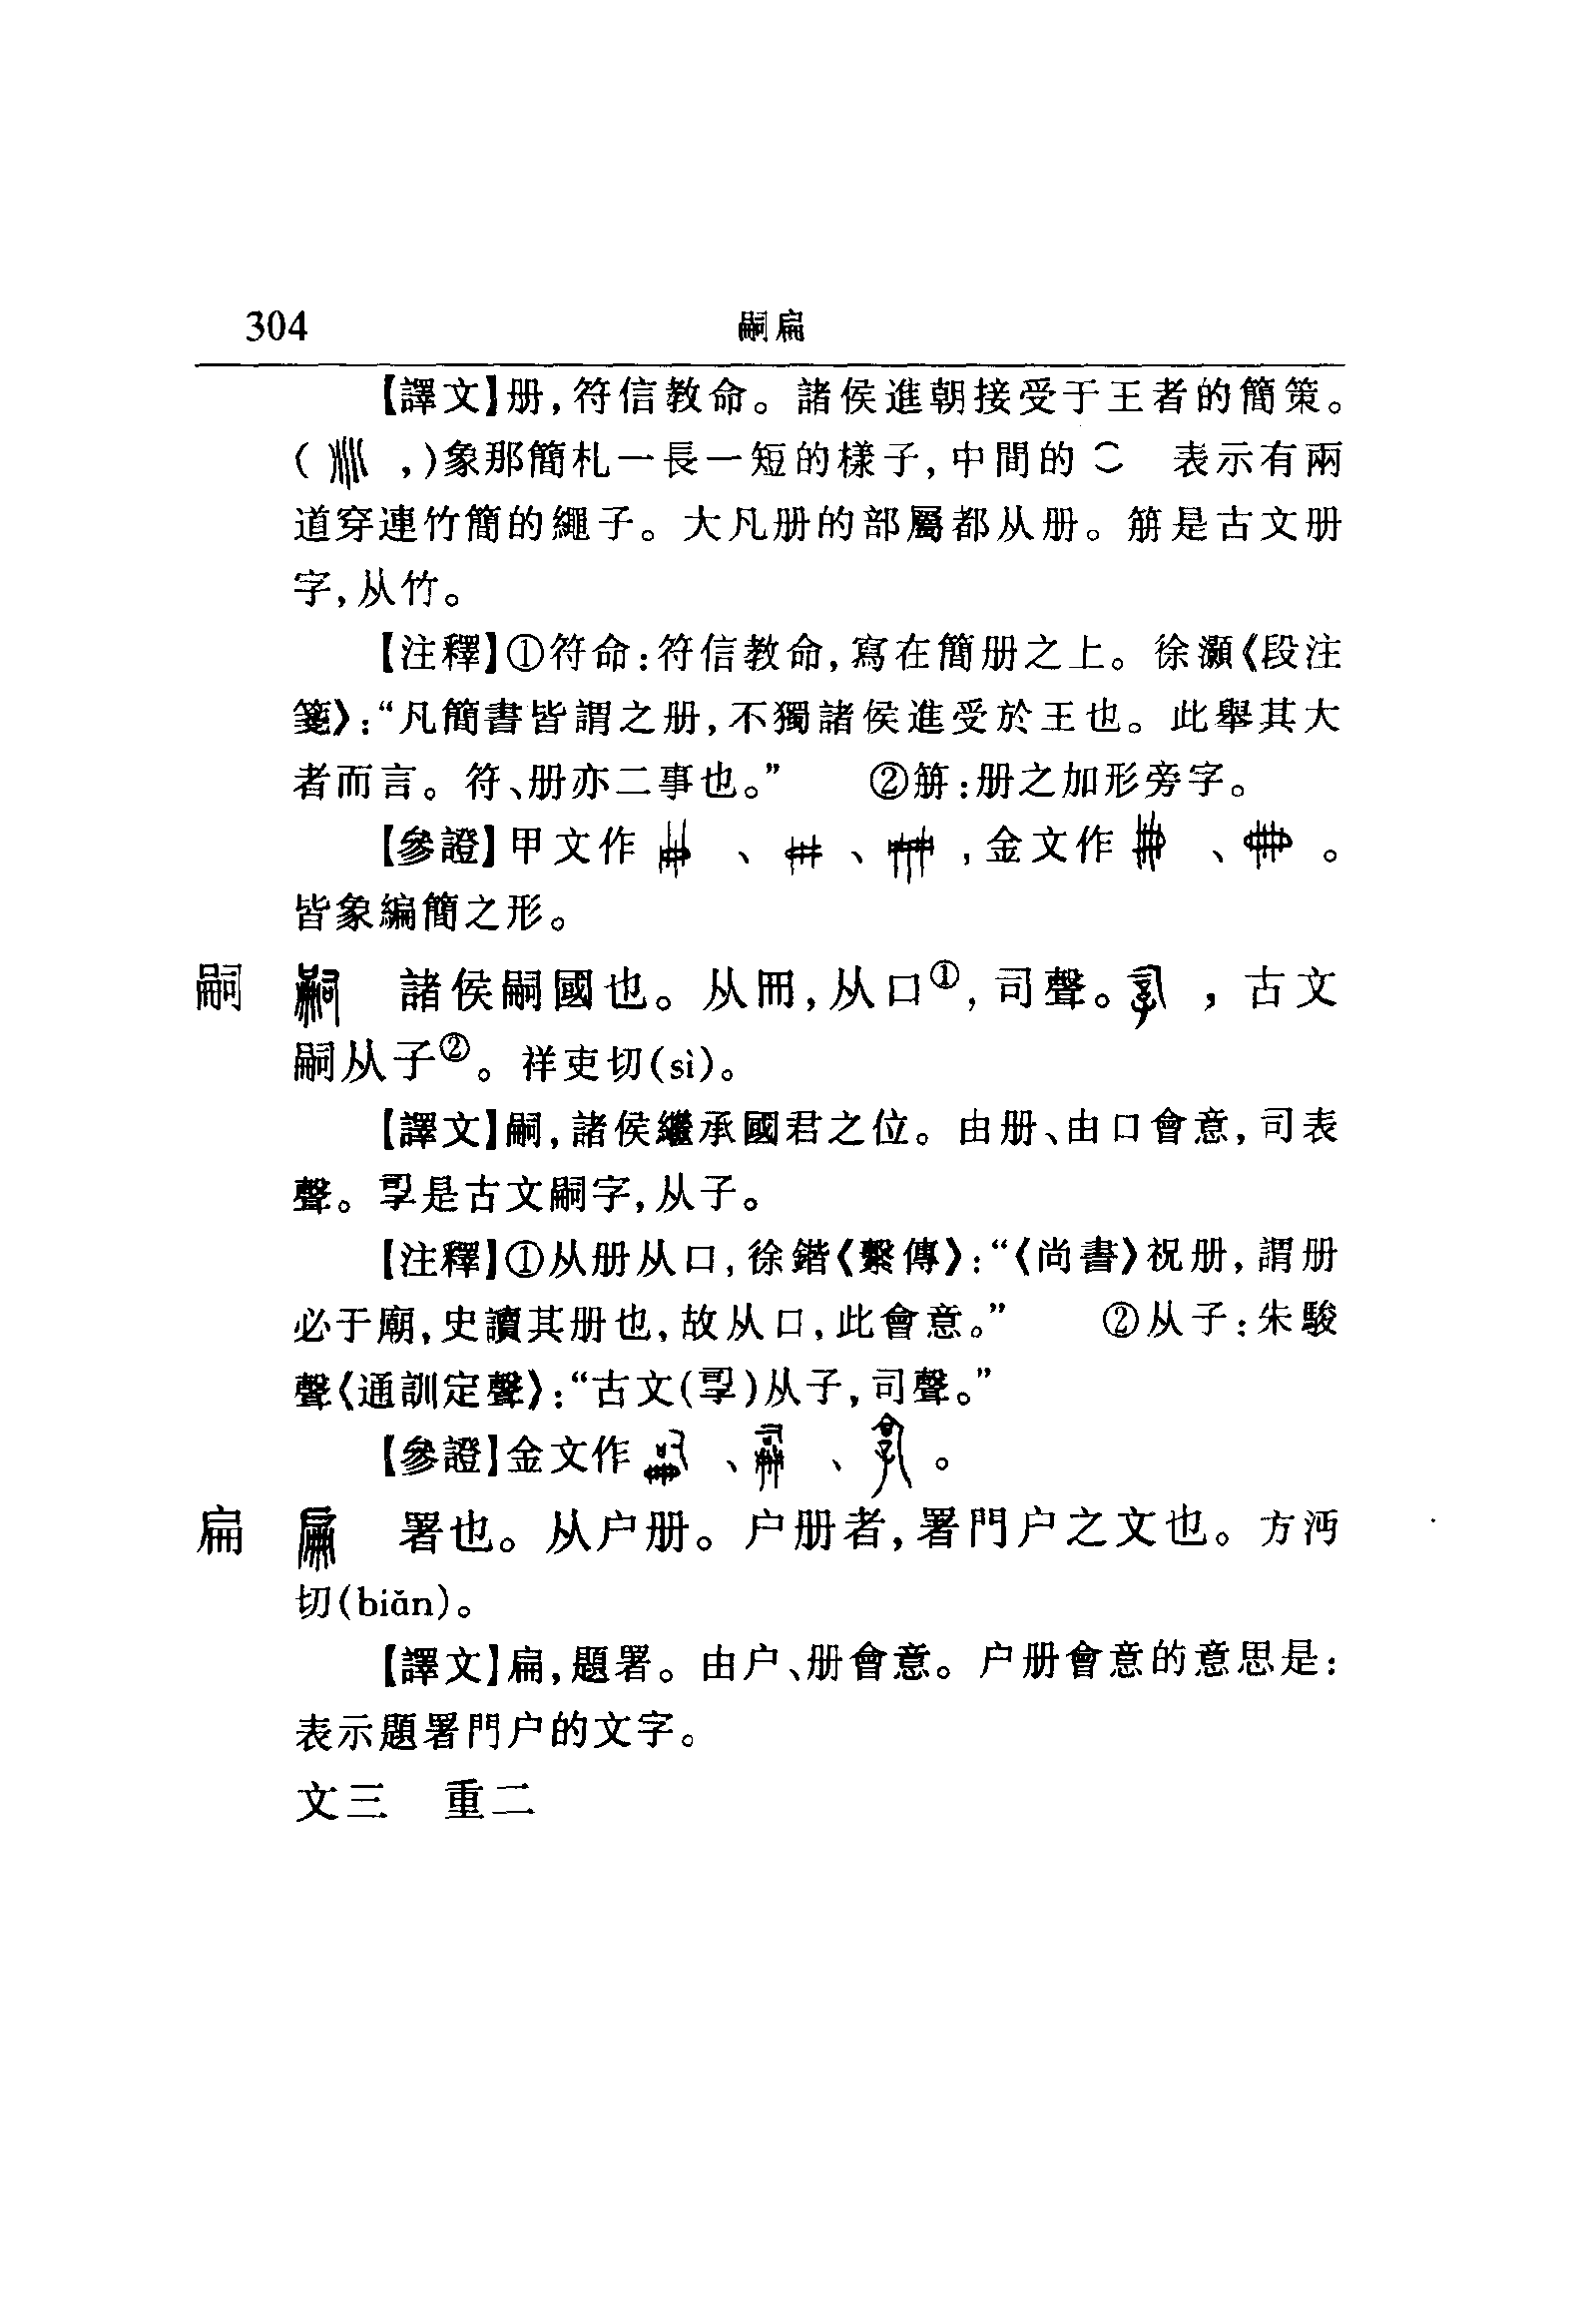 304 嗣扁
【譯文】册,符信教命。諸侯進朝接受于王者的簡策。
( ,)象那簡札一長一短的樣子,中間的 表示有兩
道穿連竹簡的繩子。大凡册的部屬都从册。笧是古文册
字,从竹。
【注釋】①符命:符信教命,寫在簡册之上。徐灝《段注
箋》:“凡簡書皆謂之册,不獨諸侯進受於王也。此舉其大
者而言。符、册亦二事也。” ②笧:册之加形旁字。
【參證】甲文作 、 、 ,金文作 、 。
皆象編簡之形。
嗣 諸侯嗣國也。从冊,从口①,司聲。 ,古文
嗣从子②。祥吏切(sì)。
【譯文】嗣,諸侯繼承國君之位。由册、由口會意,司表
聲。𤔲是古文嗣字,从子。
【注釋】①从册从口,徐鍇《繫傳》:“《尚書》祝册,謂册
必于廟,史讀其册也,故从口,此會意。” ②从子:朱駿
聲《通訓定聲》:“古文( )从子,司聲。”
【參證】金文作 、 、 。
扁 署也。从户册。户册者,署門户之文也。方沔
切(biǎn)。
【譯文】扁,題署。由户、册會意。户册會意的意思是:
表示題署門户的文字。
文三 重二